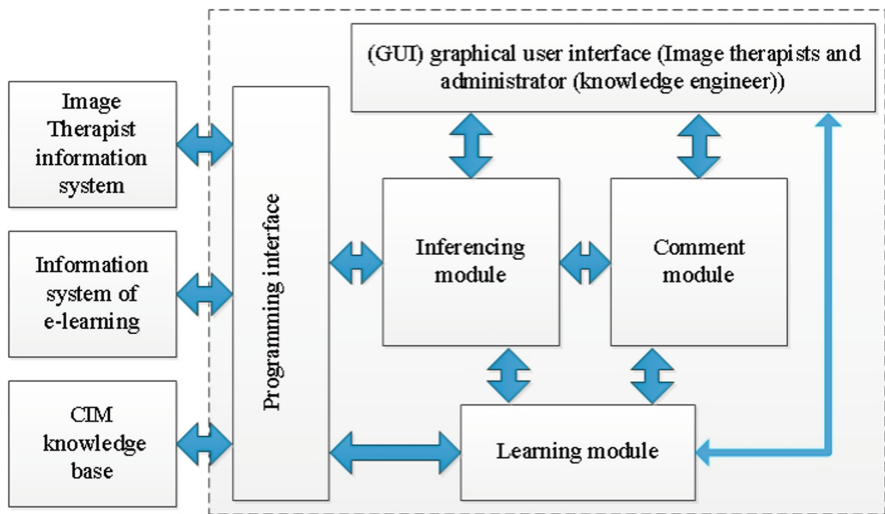 (GUI) graphical user interface (Image therapists and
administrator (knowledge engineer))
Image
Therapist
information
system
Information
system of
e-learning
CIM
knowledge
base
Programming interface
Inferencing
module
Comment
module
Learning module